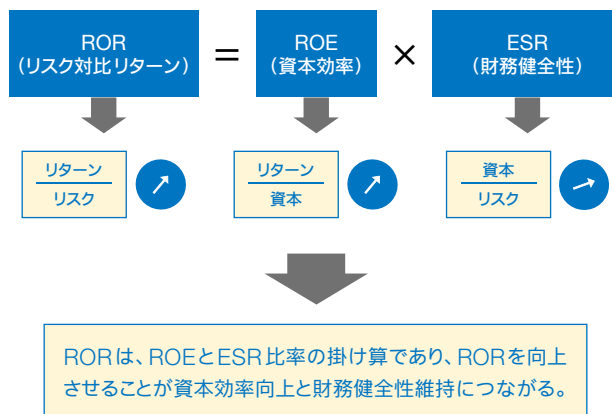 ROR
（リスク対比リターン）
＝
ROE
（資本効率）
×
ESR
（財務健全性）
リターン
リスク
リターン
資本
資本
リスク
RORは、ROEとESR比率の掛け算であり、RORを向上
させることが資本効率向上と財務健全性維持につながる。